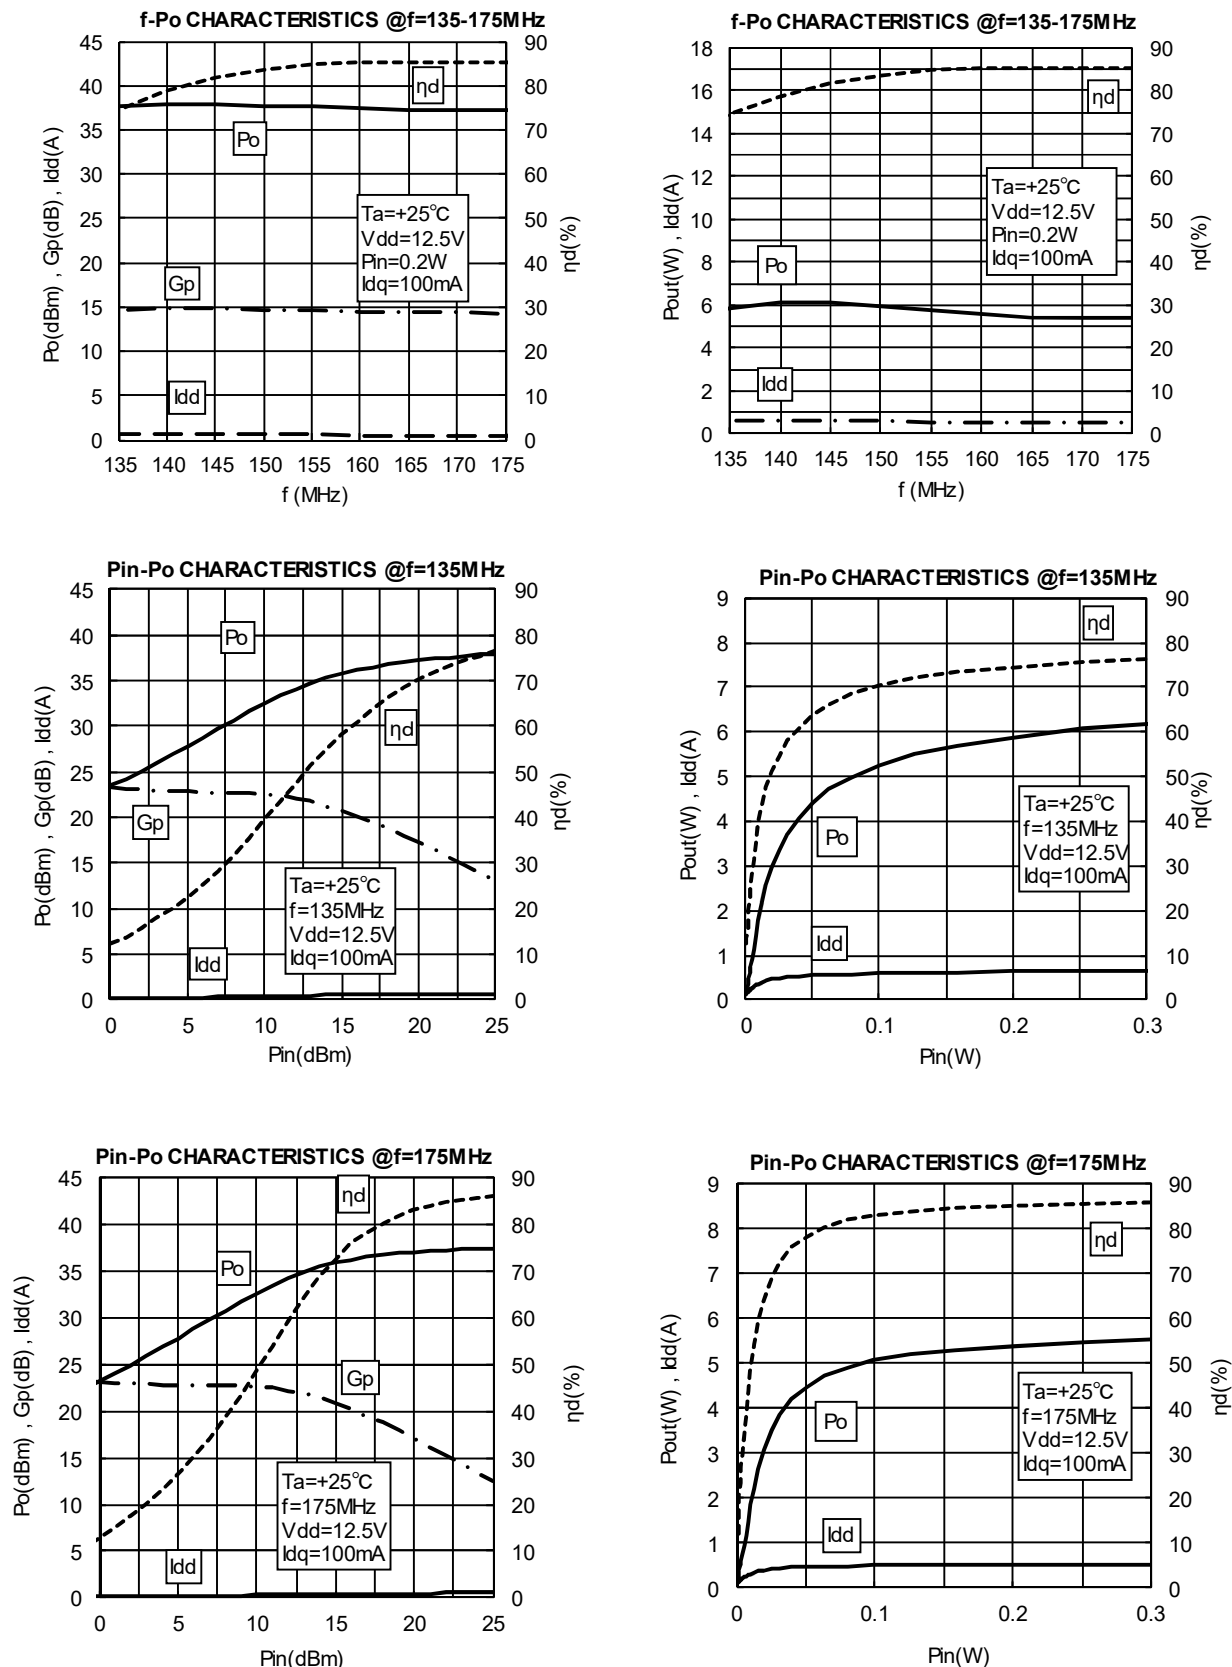 f-Po CHARACTERISTICS @f=135-175MHz
45
40
35
30
25
20
15
10
5
0
90
80
70
60
50
40
30
20
10
0
Po(dBm) , Gp(dB) , Idd(A)
ηd(%)
ηd
Po
Ta=+25°C
Vdd=12.5V
Pin=0.2W
Idq=100mA
Gp
Idd
135 140 145 150 155 160 165 170 175
f (MHz)
f-Po CHARACTERISTICS @f=135-175MHz
18
16
14
12
10
8
6
4
2
0
90
80
70
60
50
40
30
20
10
0
Pout(W) , Idd(A)
ηd(%)
ηd
Ta=+25°C
Vdd=12.5V
Pin=0.2W
Idq=100mA
Po
Idd
135 140 145 150 155 160 165 170 175
f (MHz)
Pin-Po CHARACTERISTICS @f=135MHz
45
40
35
30
25
20
15
10
5
0
90
80
70
60
50
40
30
20
10
0
Po(dBm) , Gp(dB) , Idd(A)
ηd(%)
Po
ηd
Gp
Ta=+25°C
f=135MHz
Vdd=12.5V
Idq=100mA
Idd
0 5 10 15 20 25
Pin(dBm)
Pin-Po CHARACTERISTICS @f=135MHz
9
8
7
6
5
4
3
2
1
0
90
80
70
60
50
40
30
20
10
0
Pout(W) , Idd(A)
ηd(%)
ηd
Ta=+25°C
f=135MHz
Vdd=12.5V
Idq=100mA
Po
Idd
0 0.1 0.2 0.3
Pin(W)
Pin-Po CHARACTERISTICS @f=175MHz
45
40
35
30
25
20
15
10
5
0
90
80
70
60
50
40
30
20
10
0
Po(dBm) , Gp(dB) , Idd(A)
ηd(%)
ηd
Po
Gp
Ta=+25°C
f=175MHz
Vdd=12.5V
Idq=100mA
Idd
0 5 10 15 20 25
Pin(dBm)
Pin-Po CHARACTERISTICS @f=175MHz
9
8
7
6
5
4
3
2
1
0
90
80
70
60
50
40
30
20
10
0
Pout(W) , Idd(A)
ηd(%)
ηd
Ta=+25°C
f=175MHz
Vdd=12.5V
Idq=100mA
Po
Idd
0 0.1 0.2 0.3
Pin(W)